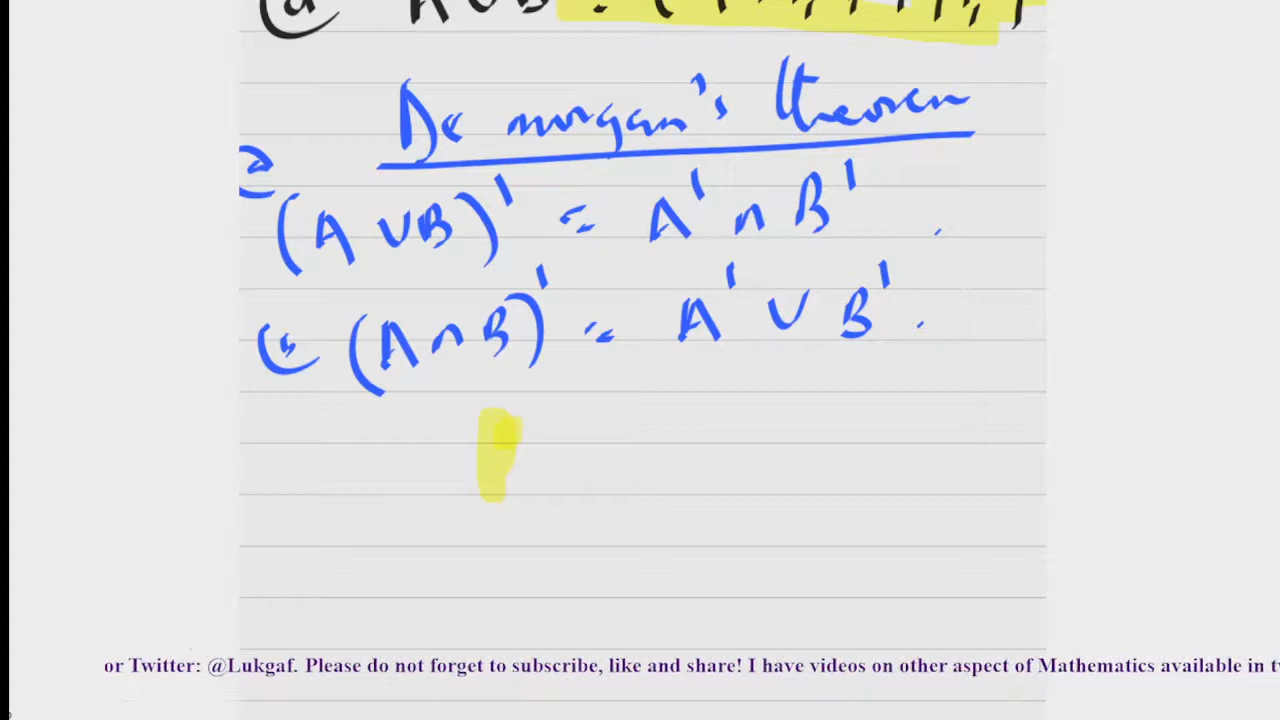 (a) A ∪ B
De morgan's theorem
a
(A ∪ B)' = A' ∩ B' .
(b (A ∩ B)' = A' ∪ B' .
or Twitter: @Lukgaf. Please do not forget to subscribe, like and share! I have videos on other aspect of Mathematics available in